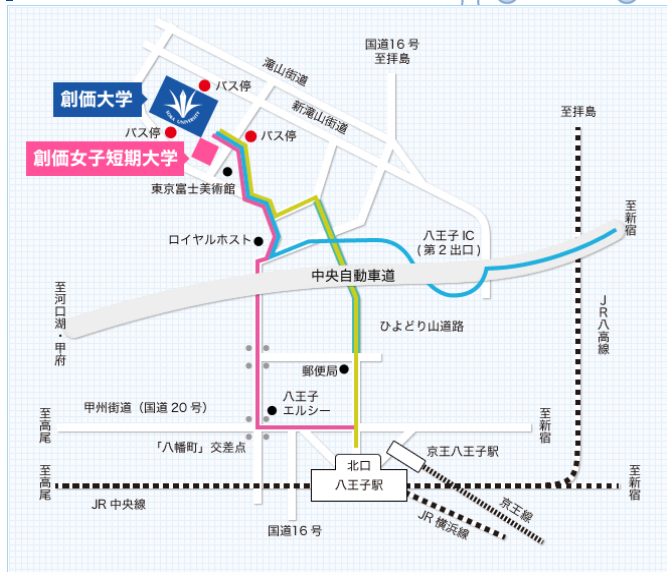 国道16号
至拝島
滝山街道
新滝山街道
バス停
創価大学
SOKA UNIVERSITY
バス停
バス停
創価女子短期大学
東京富士美術館
至拝島
至新宿
ロイヤルホスト
八王子IC
(第2出口)
中央自動車道
至河口湖・甲府
JR八高線
ひよどり山道路
郵便局
甲州街道（国道20号）
八王子
エルシー
至高尾
至新宿
「八幡町」交差点
京王八王子駅
北口
八王子駅
至高尾
至新宿
JR中央線
京王線
JR横浜線
国道16号